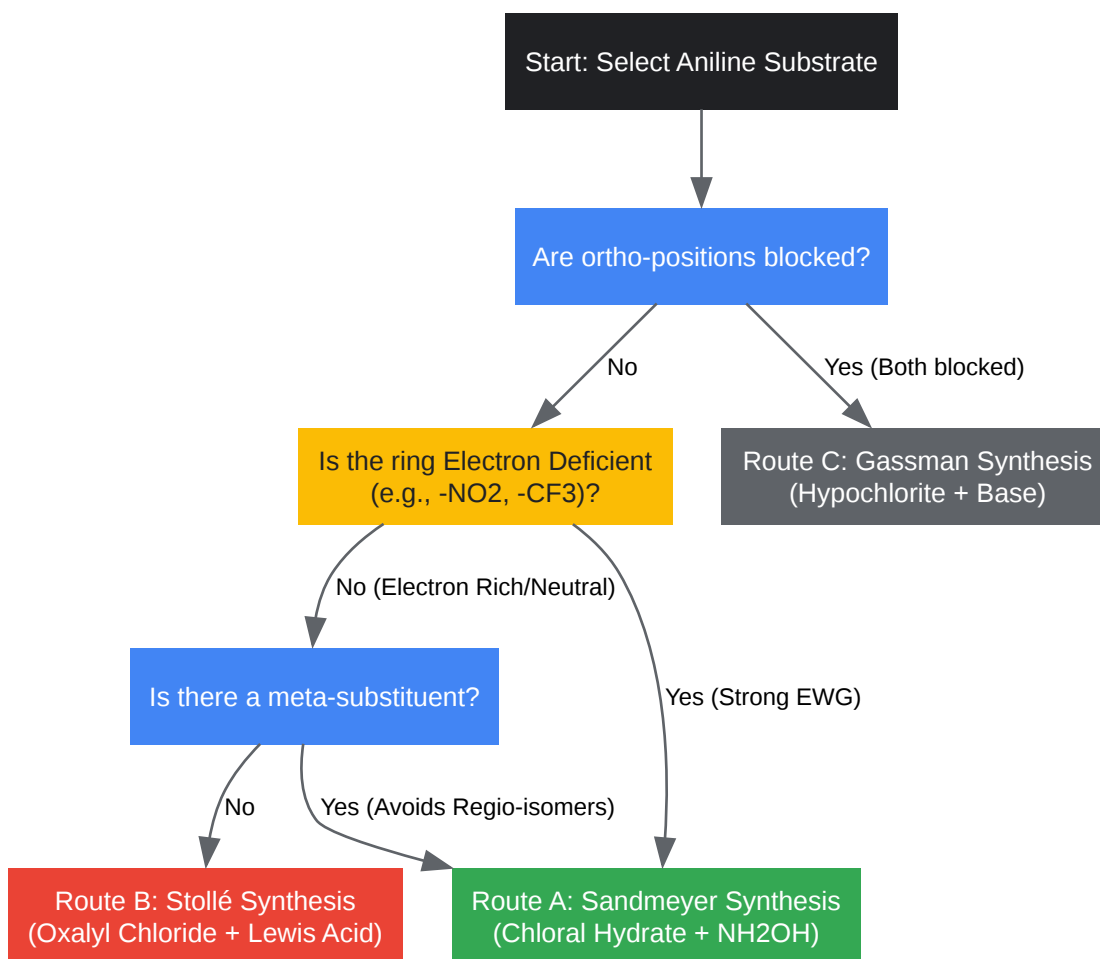 Start: Select Aniline Substrate
Are ortho-positions blocked?
No
Yes (Both blocked)
Is the ring Electron Deficient
(e.g., -NO2, -CF3)?
Route C: Gassman Synthesis
(Hypochlorite + Base)
No (Electron Rich/Neutral)
Is there a meta-substituent?
Yes (Strong EWG)
No
Yes (Avoids Regio-isomers)
Route B: Stollé Synthesis
(Oxalyl Chloride + Lewis Acid)
Route A: Sandmeyer Synthesis
(Chloral Hydrate + NH2OH)